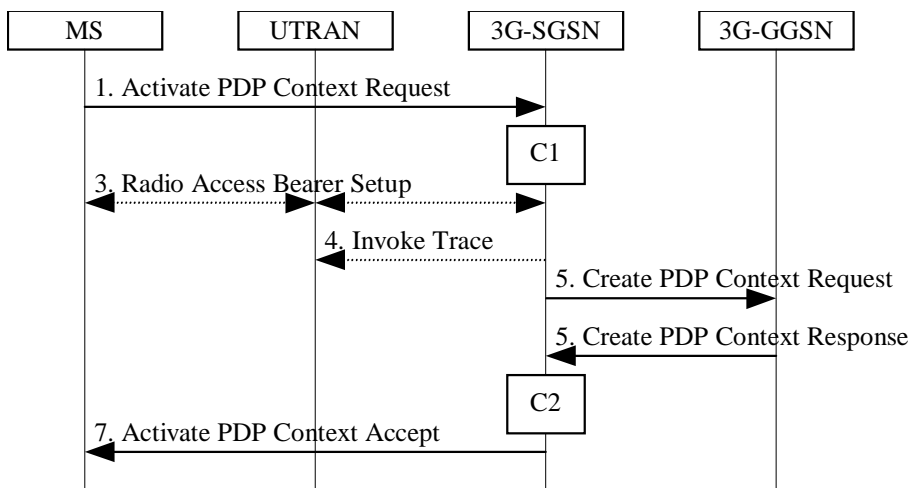 MS
UTRAN
3G-SGSN
3G-GGSN
1. Activate PDP Context Request
C1
3. Radio Access Bearer Setup
4. Invoke Trace
5. Create PDP Context Request
5. Create PDP Context Response
C2
7. Activate PDP Context Accept